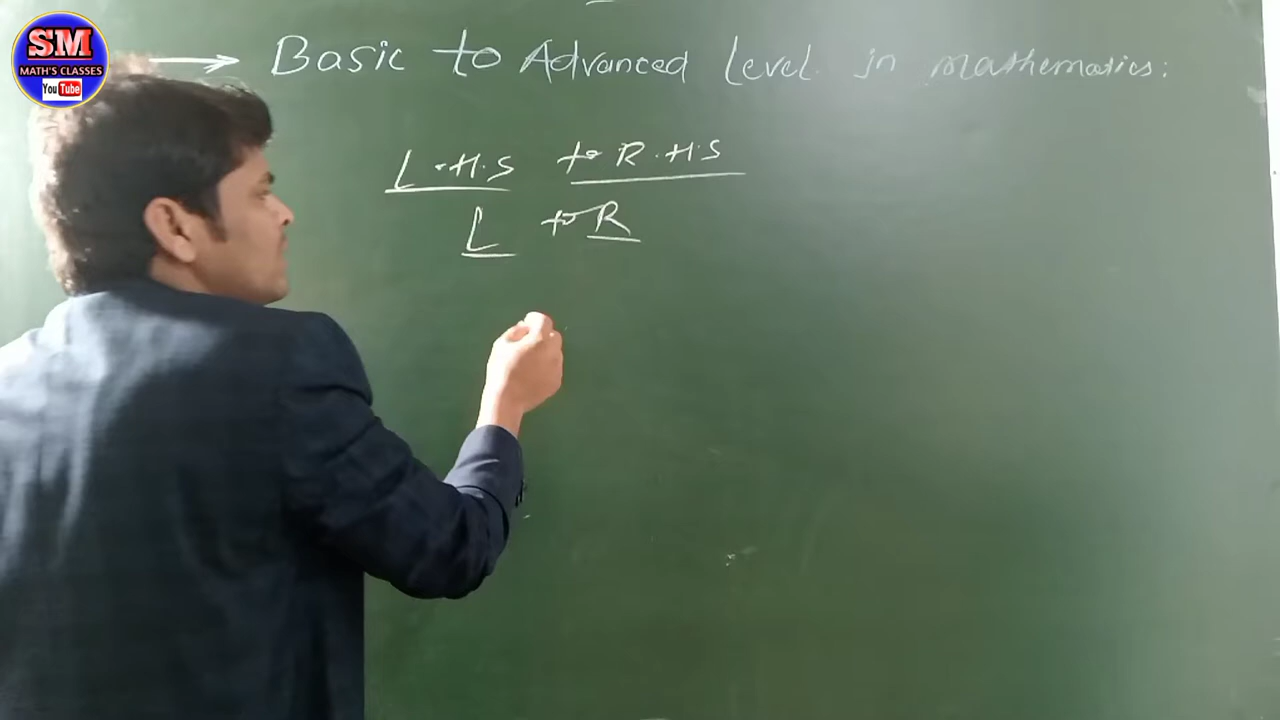 SM
MATH'S CLASSES
YouTube
→ Basic to Advanced Level in mathematics:
L.H.S to R.H.S
L to R